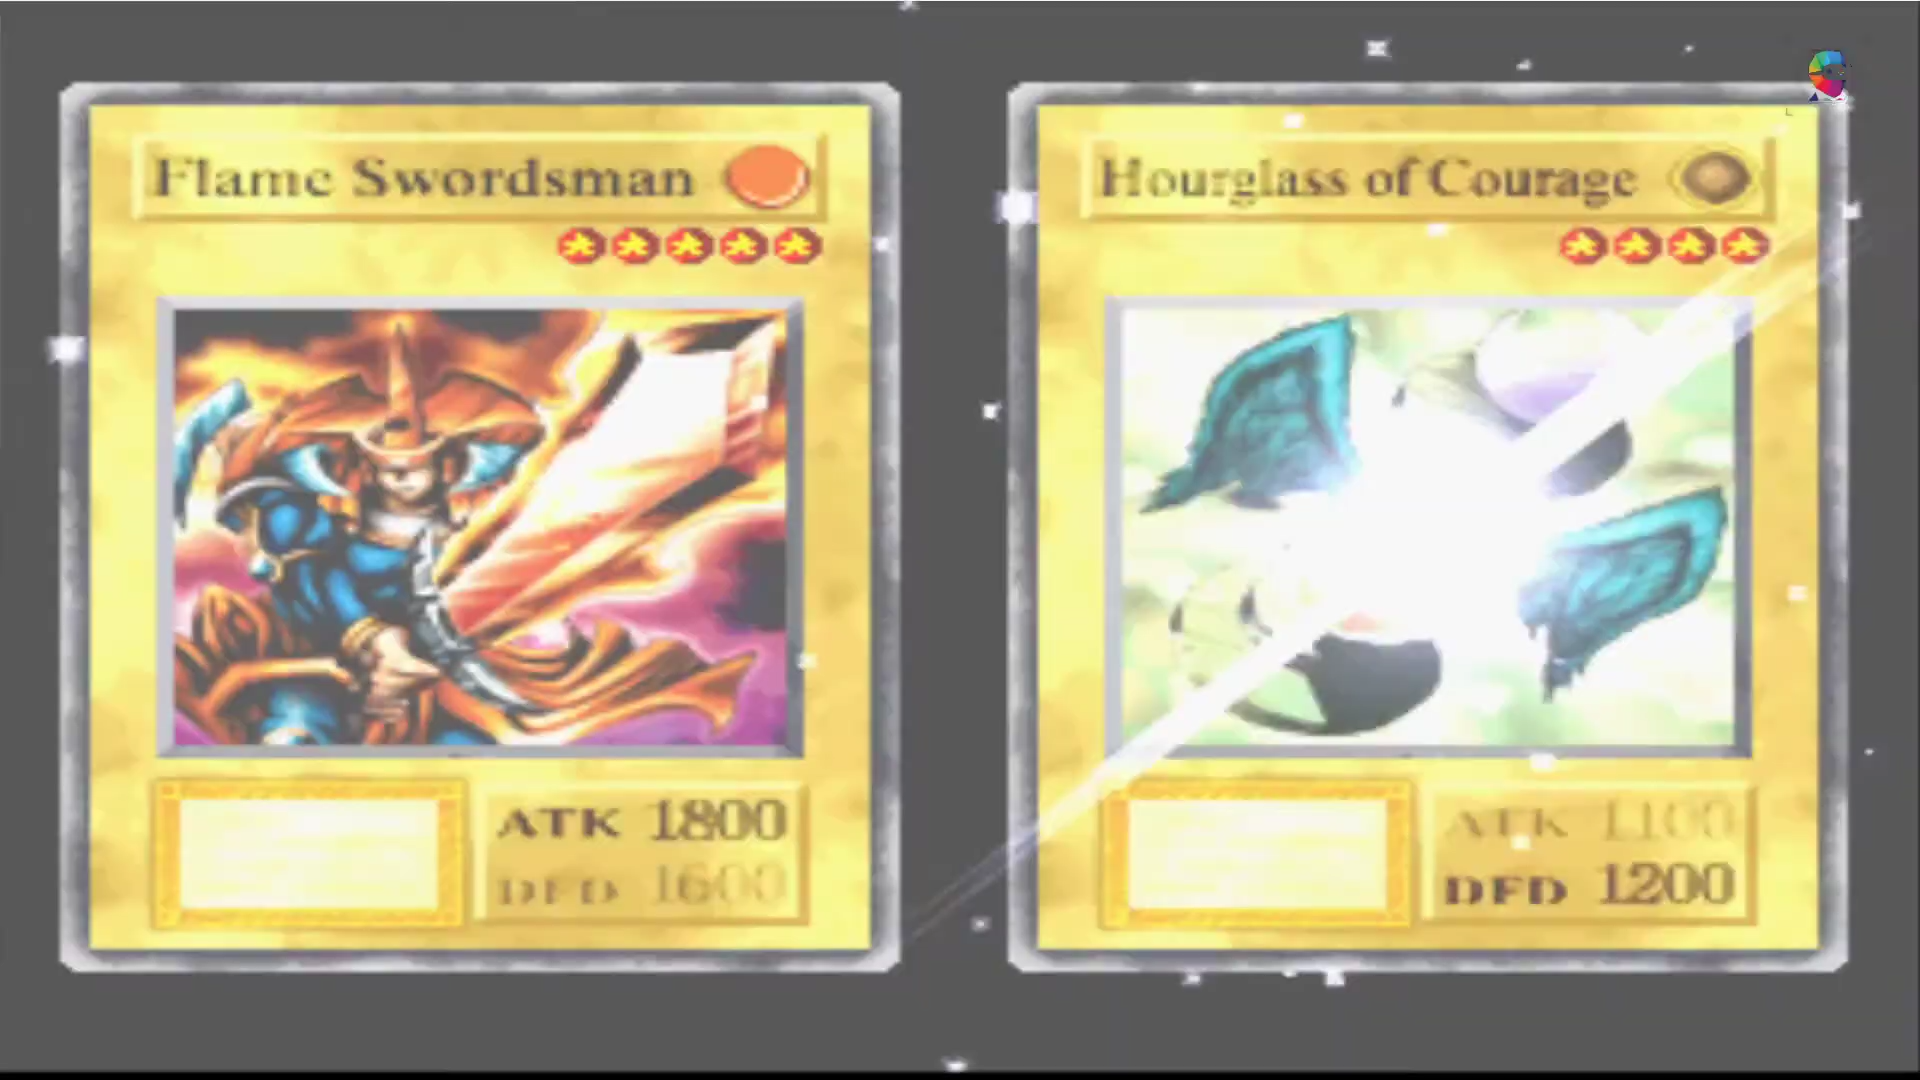 Flame Swordsman
ATK 1800
DFD 1600
Hourglass of Courage
ATK 1100
DFD 1200